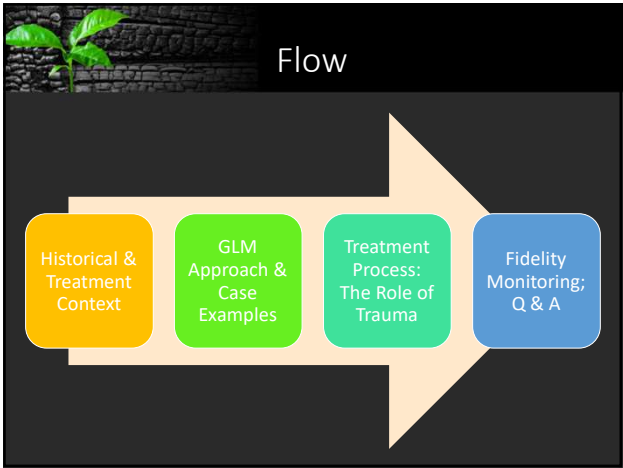 Flow
Historical &
Treatment
Context
GLM
Approach &
Case
Examples
Treatment
Process:
The Role of
Trauma
Fidelity
Monitoring;
Q & A